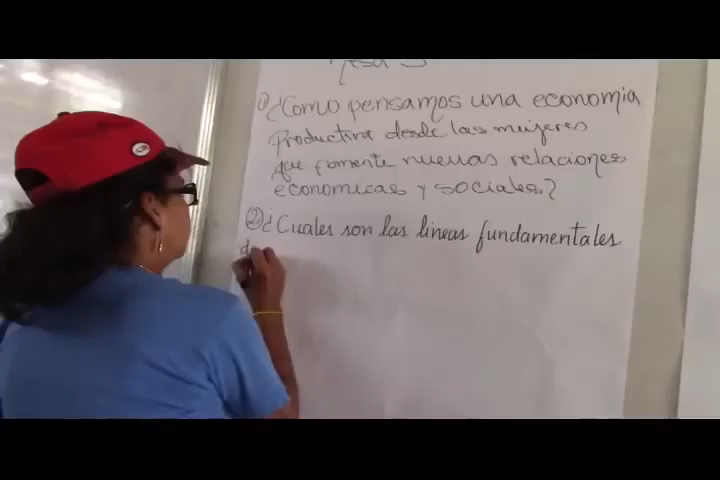 Mesa 3
① ¿Como pensamos una economia
productiva desde las mujeres
que fomente nuevas relaciones
economicas y sociales?
② ¿Cuales son las lineas fundamentales
d